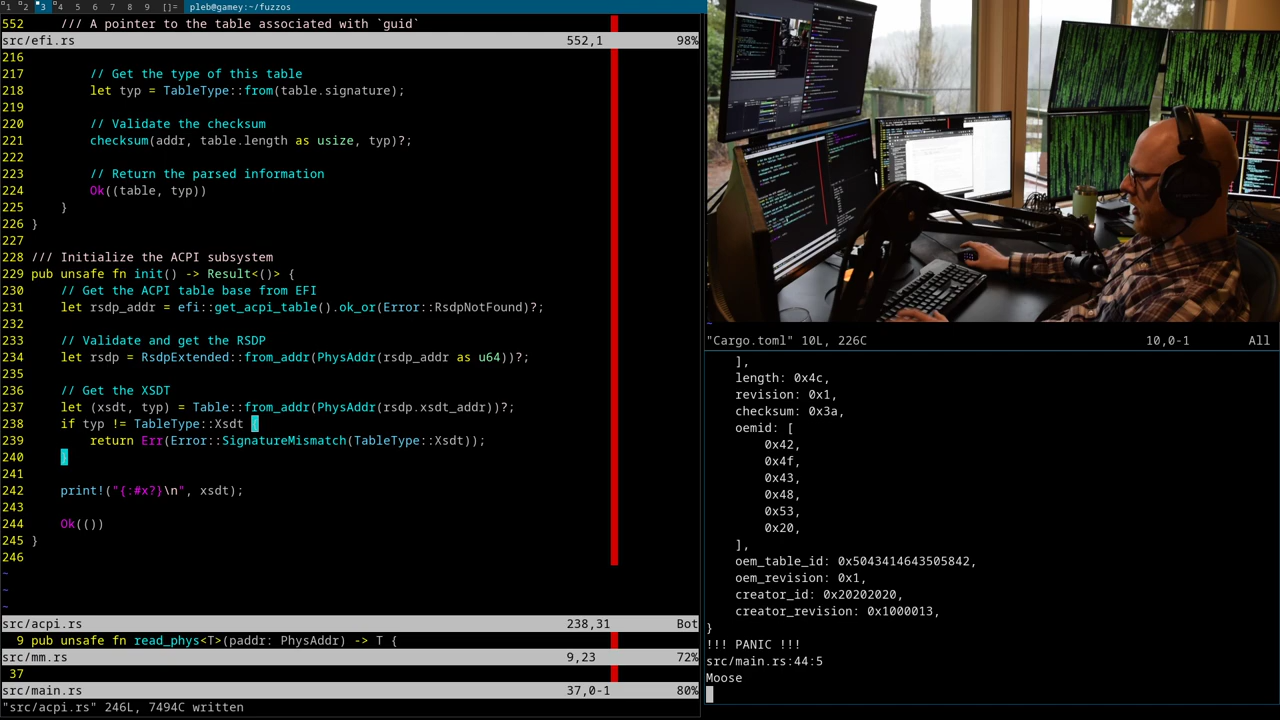 1 2 3 4 5 6 7 8 9 []= pleb@gamey:~/fuzzos
552     /// A pointer to the table associated with `guid`
src/efi.rs 552,1 98%
216
217         // Get the type of this table
218         let typ = TableType::from(table.signature);
219
220         // Validate the checksum
221         checksum(addr, table.length as usize, typ)?;
222
223         // Return the parsed information
224         Ok((table, typ))
225     }
226 }
227
228 /// Initialize the ACPI subsystem
229 pub unsafe fn init() -> Result<()> {
230     // Get the ACPI table base from EFI
231     let rsdp_addr = efi::get_acpi_table().ok_or(Error::RsdpNotFound)?;
232
233     // Validate and get the RSDP
234     let rsdp = RsdpExtended::from_addr(PhysAddr(rsdp_addr as u64))?;
235
236     // Get the XSDT
237     let (xsdt, typ) = Table::from_addr(PhysAddr(rsdp.xsdt_addr))?;
238     if typ != TableType::Xsdt {
239         return Err(Error::SignatureMismatch(TableType::Xsdt));
240     }
241
242     print!("{:#x?}\n", xsdt);
243
244     Ok(())
245 }
246
~
~
~
src/acpi.rs 238,31 Bot
9 pub unsafe fn read_phys<T>(paddr: PhysAddr) -> T {
src/mm.rs 9,23 72%
37
src/main.rs 37,0-1 80%
"src/acpi.rs" 246L, 7494C written
~
"Cargo.toml" 10L, 226C 10,0-1 All
    ],
    length: 0x4c,
    revision: 0x1,
    checksum: 0x3a,
    oemid: [
        0x42,
        0x4f,
        0x43,
        0x48,
        0x53,
        0x20,
    ],
    oem_table_id: 0x5043414643505842,
    oem_revision: 0x1,
    creator_id: 0x20202020,
    creator_revision: 0x1000013,
}
!!! PANIC !!!
src/main.rs:44:5
Moose